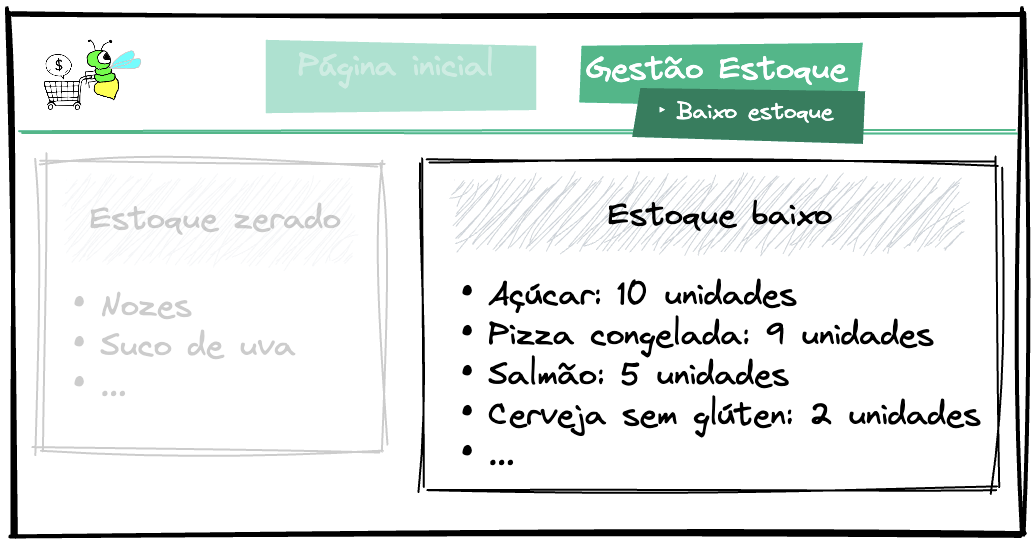 $
Página inicial
Gestão Estoque
‣ Baixo estoque
Estoque zerado
• Nozes
• Suco de uva
• ...
Estoque baixo
• Açúcar: 10 unidades
• Pizza congelada: 9 unidades
• Salmão: 5 unidades
• Cerveja sem glúten: 2 unidades
• ...